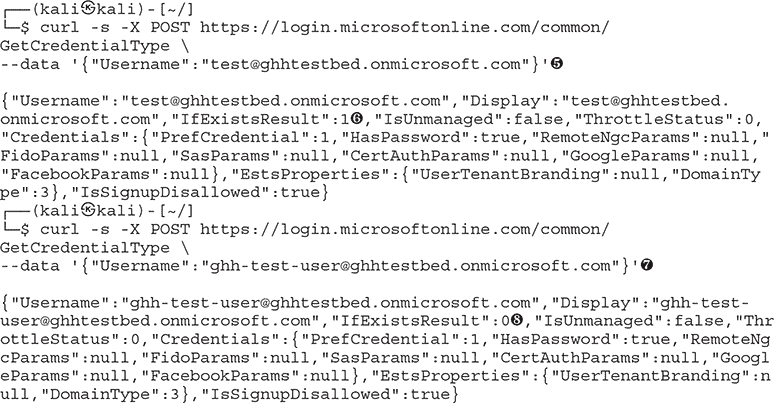 ┌──(kali㉿kali)-[~/]
└─$ curl -s -X POST https://login.microsoftonline.com/common/
GetCredentialType \
--data '{"Username":"test@ghhtestbed.onmicrosoft.com"}'❺
{"Username":"test@ghhtestbed.onmicrosoft.com","Display":"test@ghhtestbed.
onmicrosoft.com","IfExistsResult":1❻,"IsUnmanaged":false,"ThrottleStatus":0,
"Credentials":{"PrefCredential":1,"HasPassword":true,"RemoteNgcParams":null,"
FidoParams":null,"SasParams":null,"CertAuthParams":null,"GoogleParams":null,
"FacebookParams":null},"EstsProperties":{"UserTenantBranding":null,"DomainTy
pe":3},"IsSignupDisallowed":true}
┌──(kali㉿kali)-[~/]
└─$ curl -s -X POST https://login.microsoftonline.com/common/
GetCredentialType \
--data '{"Username":"ghh-test-user@ghhtestbed.onmicrosoft.com"}'❼
{"Username":"ghh-test-user@ghhtestbed.onmicrosoft.com","Display":"ghh-test-
user@ghhtestbed.onmicrosoft.com","IfExistsResult":0❽,"IsUnmanaged":false,"Thr
ottleStatus":0,"Credentials":{"PrefCredential":1,"HasPassword":true,"RemoteNg
cParams":null,"FidoParams":null,"SasParams":null,"CertAuthParams":null,"Googl
eParams":null,"FacebookParams":null},"EstsProperties":{"UserTenantBranding":n
ull,"DomainType":3},"IsSignupDisallowed":true}